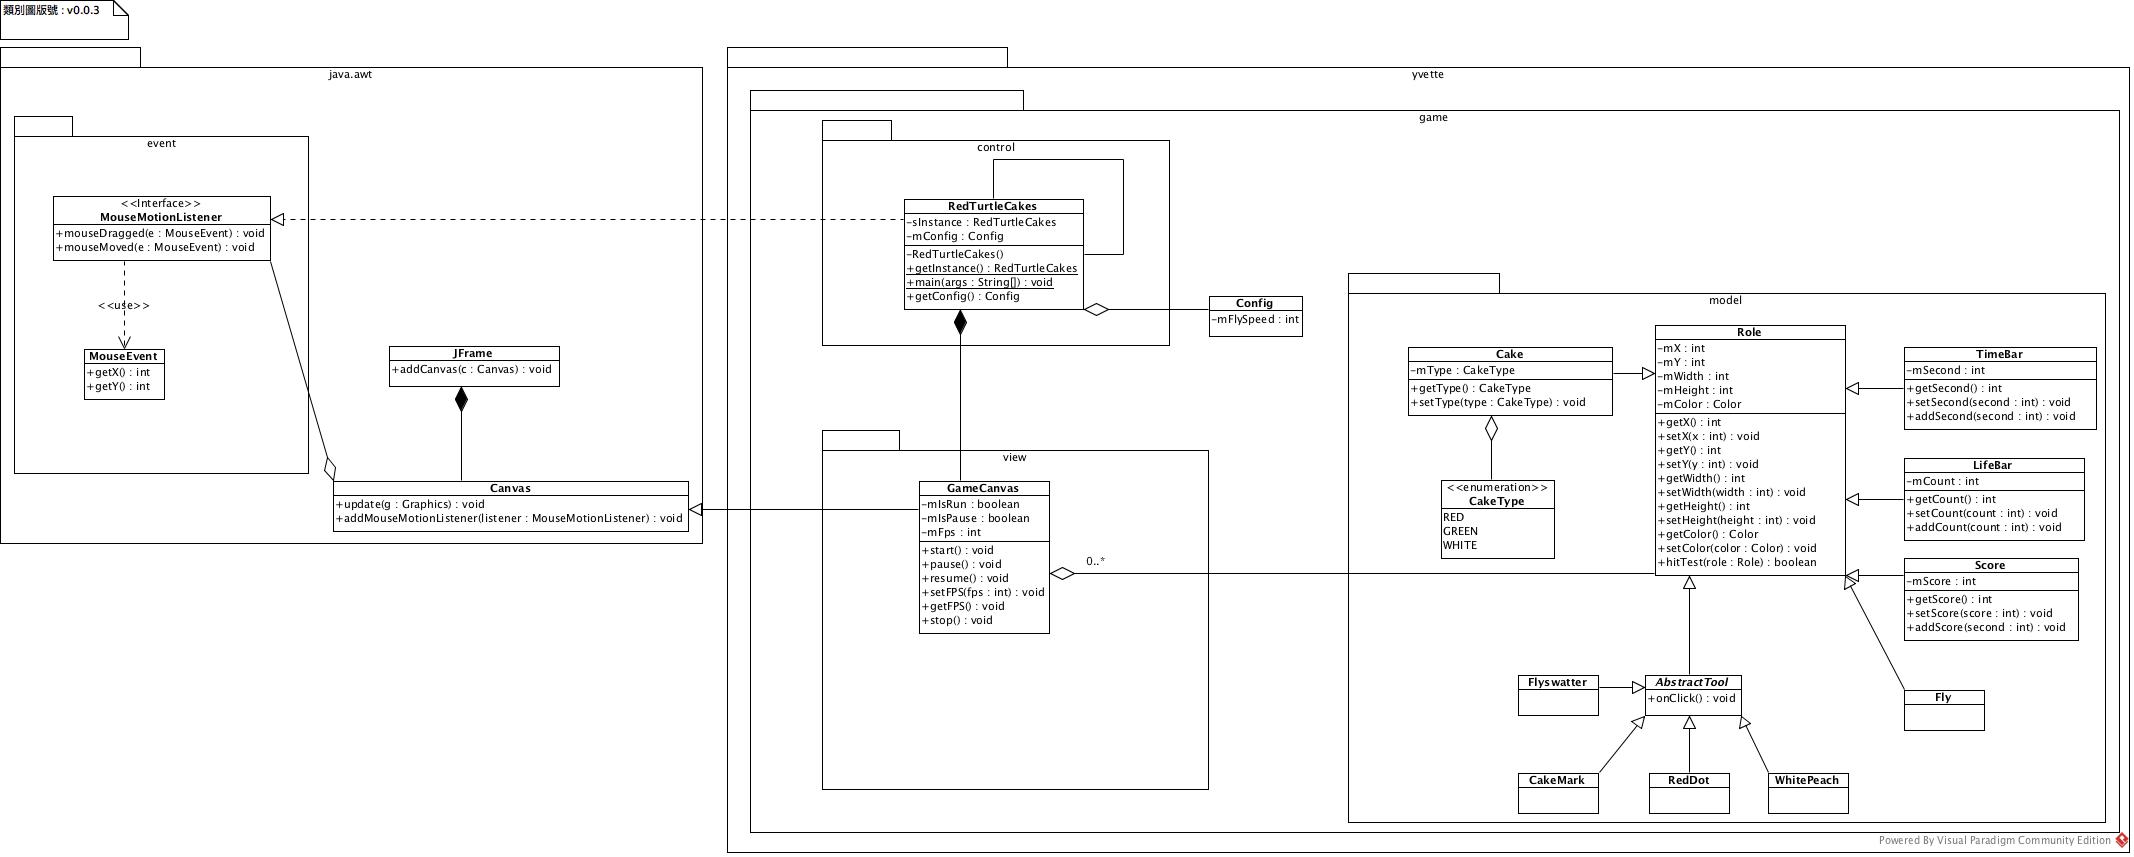 類別圖版號 : v0.0.3
java.awt
event
<<Interface>>
MouseMotionListener
+mouseDragged(e : MouseEvent) : void
+mouseMoved(e : MouseEvent) : void
<<use>>
MouseEvent
+getX() : int
+getY() : int
JFrame
+addCanvas(c : Canvas) : void
Canvas
+update(g : Graphics) : void
+addMouseMotionListener(listener : MouseMotionListener) : void
yvette
game
control
RedTurtleCakes
-sInstance : RedTurtleCakes
-mConfig : Config
-RedTurtleCakes()
+getInstance() : RedTurtleCakes
+main(args : String[]) : void
+getConfig() : Config
Config
-mFlySpeed : int
view
GameCanvas
-mIsRun : boolean
-mIsPause : boolean
-mFps : int
+start() : void
+pause() : void
+resume() : void
+setFPS(fps : int) : void
+getFPS() : void
+stop() : void
0..*
model
Cake
-mType : CakeType
+getType() : CakeType
+setType(type : CakeType) : void
<<enumeration>>
CakeType
RED
GREEN
WHITE
Role
-mX : int
-mY : int
-mWidth : int
-mHeight : int
-mColor : Color
+getX() : int
+setX(x : int) : void
+getY() : int
+setY(y : int) : void
+getWidth() : int
+setWidth(width : int) : void
+getHeight() : int
+setHeight(height : int) : void
+getColor() : Color
+setColor(color : Color) : void
+hitTest(role : Role) : boolean
TimeBar
-mSecond : int
+getSecond() : int
+setSecond(second : int) : void
+addSecond(second : int) : void
LifeBar
-mCount : int
+getCount() : int
+setCount(count : int) : void
+addCount(count : int) : void
Score
-mScore : int
+getScore() : int
+setScore(score : int) : void
+addScore(second : int) : void
Flyswatter
AbstractTool
+onClick() : void
Fly
CakeMark
RedDot
WhitePeach
Powered By Visual Paradigm Community Edition